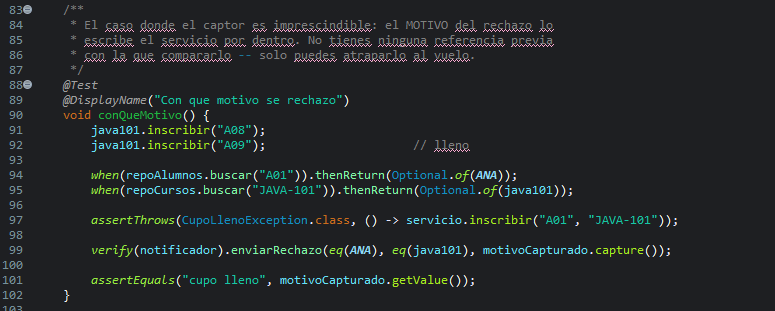 83 /**
84 * El caso donde el captor es imprescindible: el MOTIVO del rechazo lo
85 * escribe el servicio por dentro. No tienes ninguna referencia previa
86 * con la que compararlo -- solo puedes atraparlo al vuelo.
87 */
88 @Test
89 @DisplayName("Con que motivo se rechazo")
90 void conQueMotivo() {
91 java101.inscribir("A08");
92 java101.inscribir("A09"); // lleno
93
94 when(repoAlumnos.buscar("A01")).thenReturn(Optional.of(ANA));
95 when(repoCursos.buscar("JAVA-101")).thenReturn(Optional.of(java101));
96
97 assertThrows(CupoLlenoException.class, () -> servicio.inscribir("A01", "JAVA-101"));
98
99 verify(notificador).enviarRechazo(eq(ANA), eq(java101), motivoCapturado.capture());
100
101 assertEquals("cupo lleno", motivoCapturado.getValue());
102 }
103